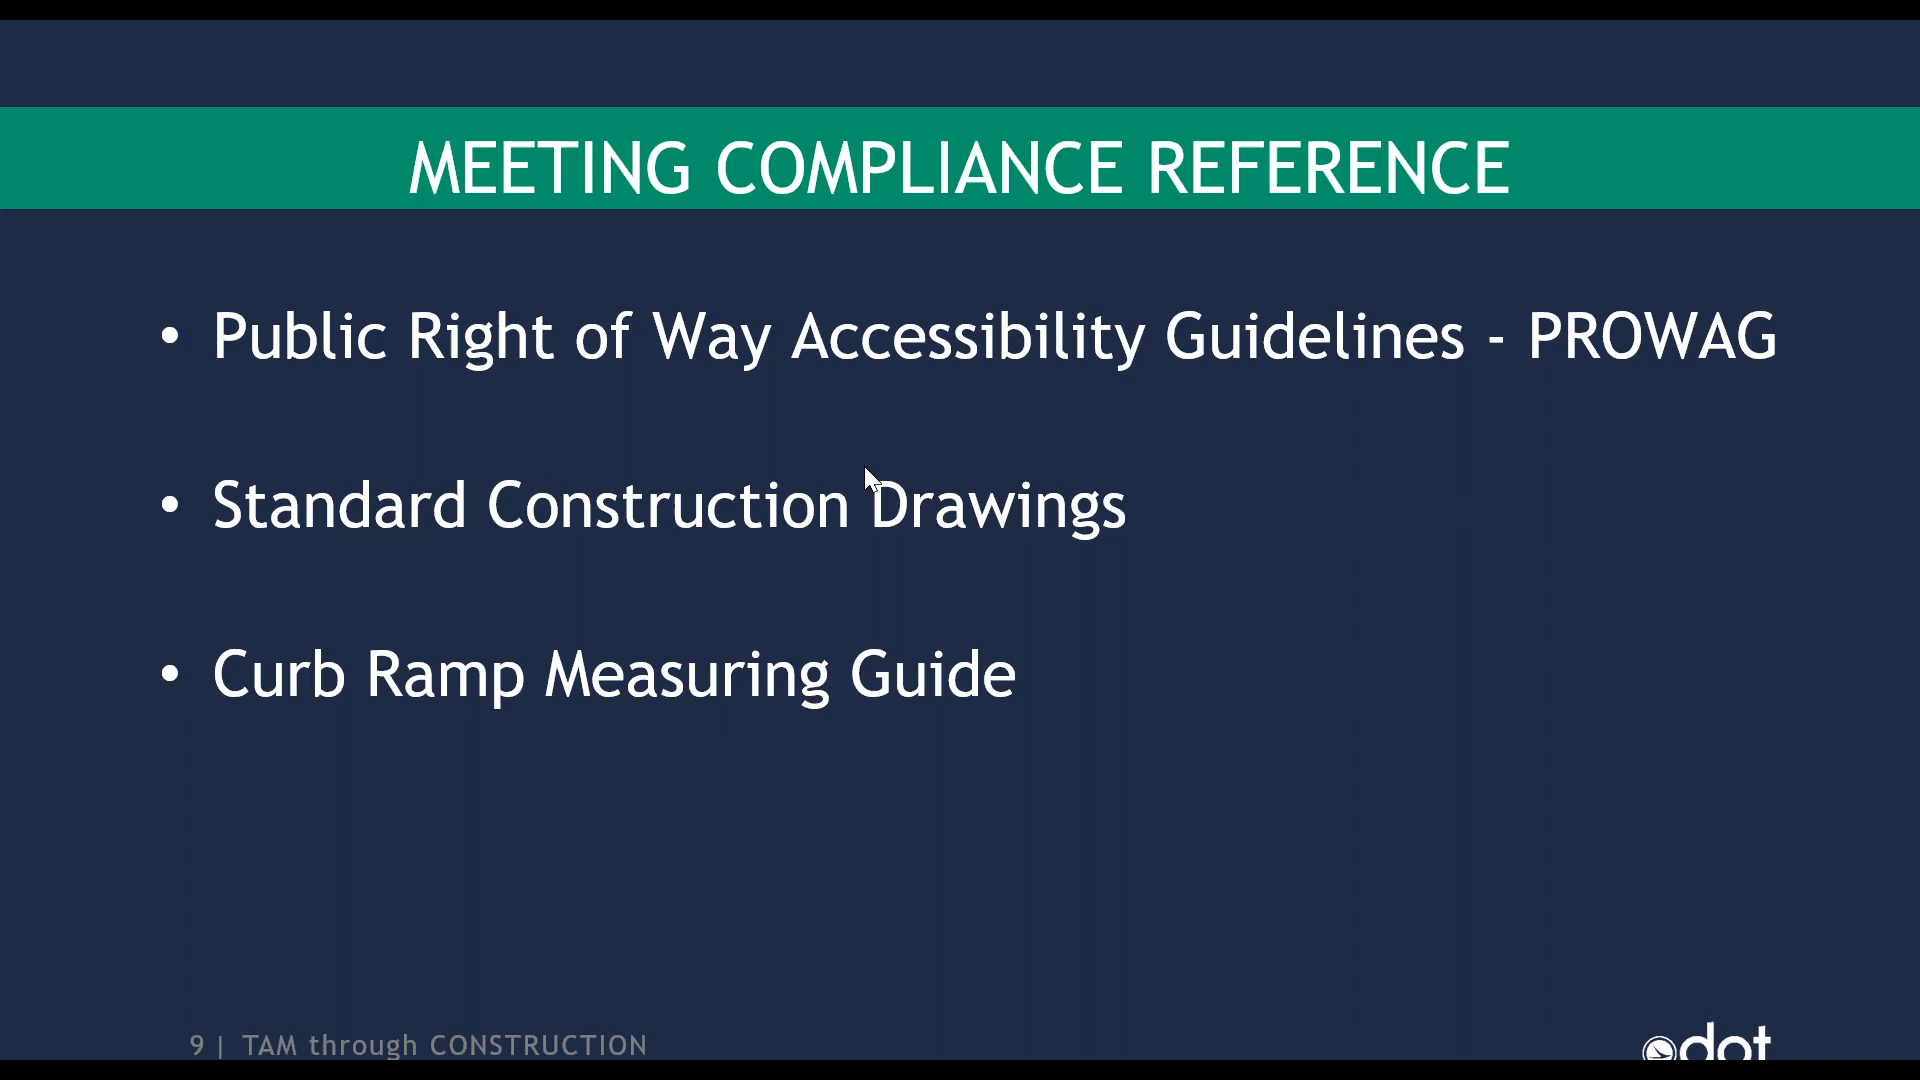 MEETING COMPLIANCE REFERENCE
• Public Right of Way Accessibility Guidelines - PROWAG
• Standard Construction Drawings
• Curb Ramp Measuring Guide
9 | TAM through CONSTRUCTION
odot